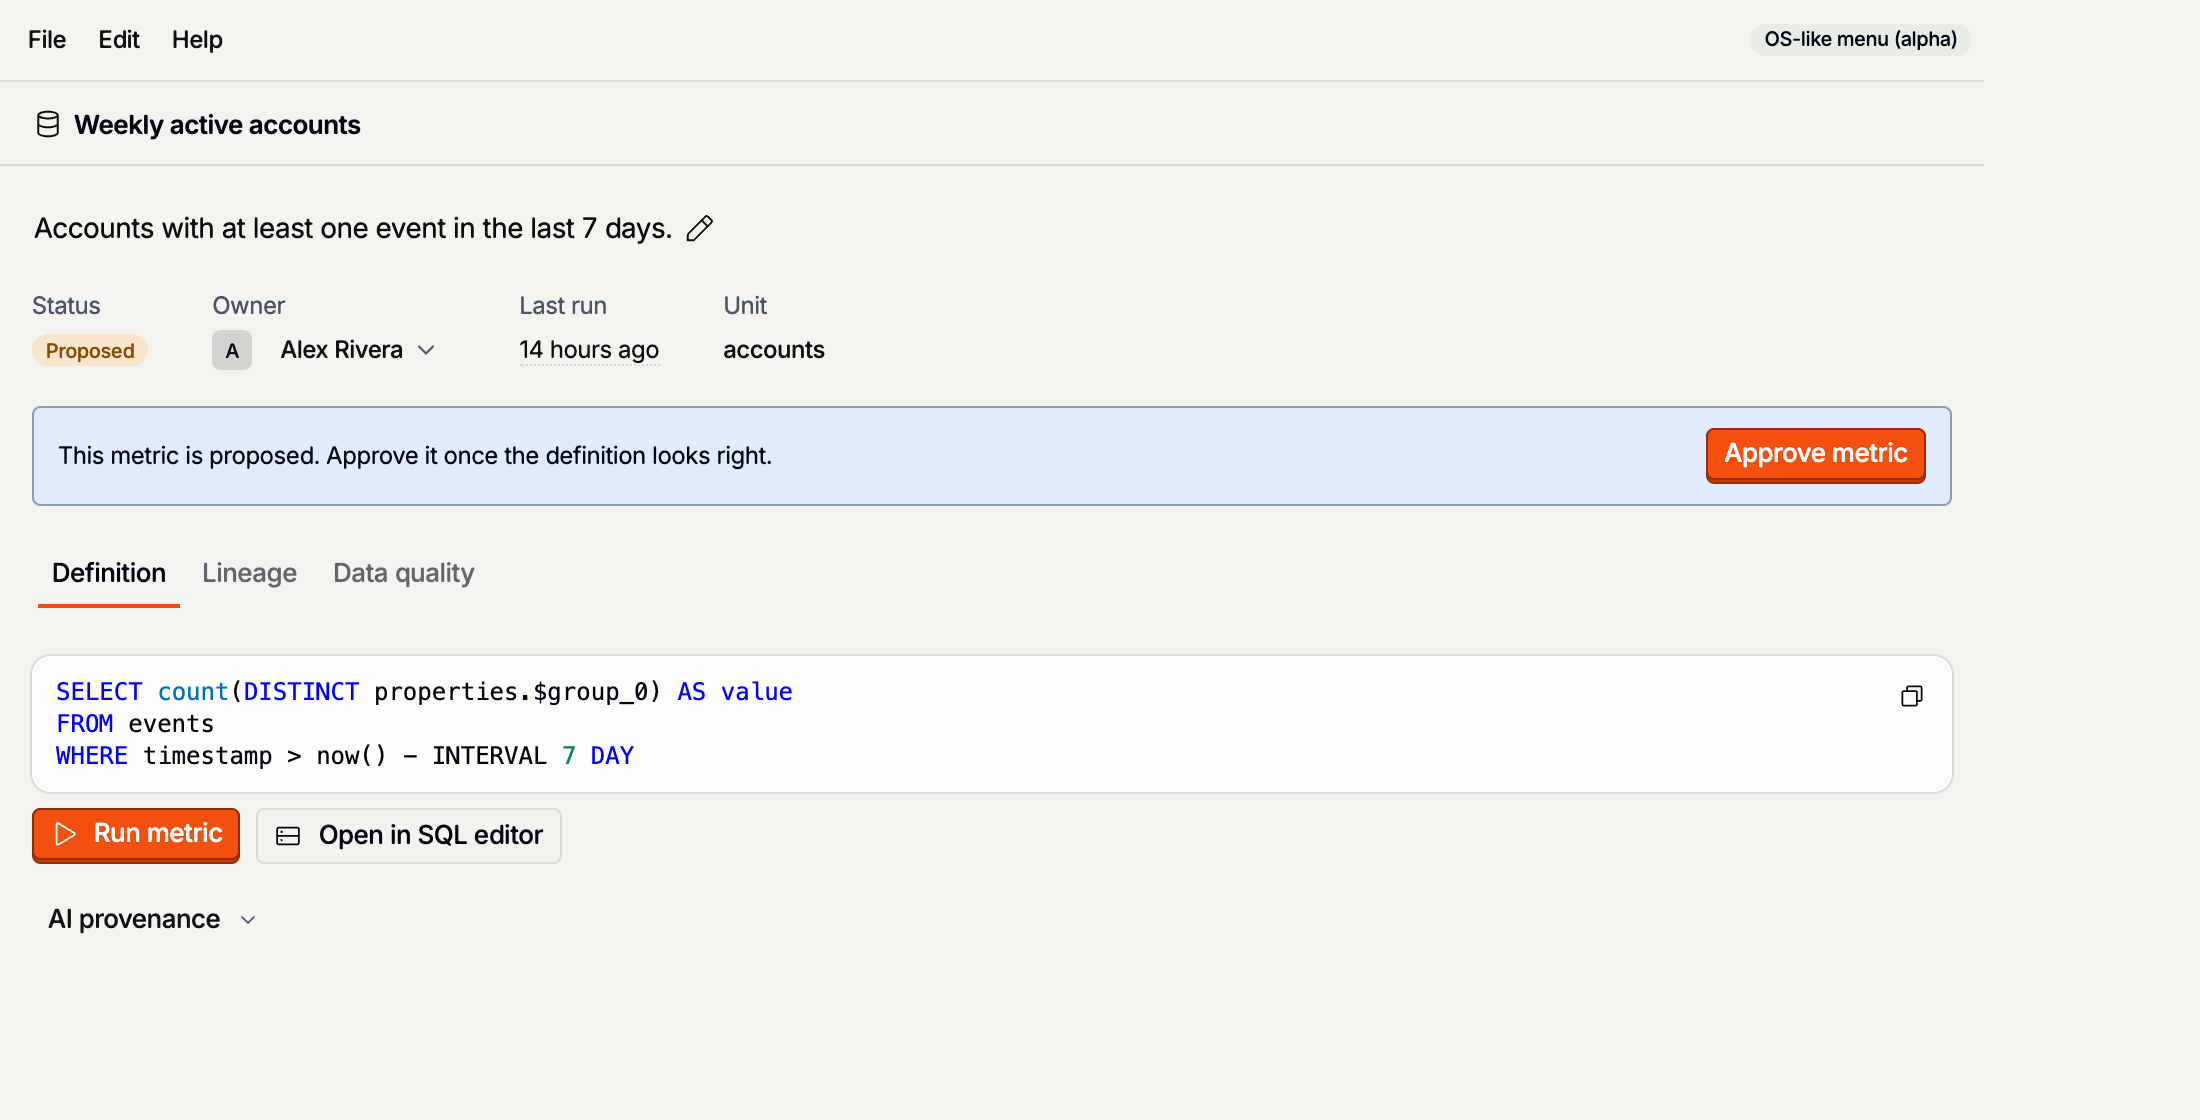 File Edit Help
OS-like menu (alpha)
Weekly active accounts
Accounts with at least one event in the last 7 days.
Status Owner Last run Unit
Proposed A Alex Rivera 14 hours ago accounts
This metric is proposed. Approve it once the definition looks right.
Approve metric
Definition Lineage Data quality
SELECT count(DISTINCT properties.$group_0) AS value
FROM events
WHERE timestamp > now() - INTERVAL 7 DAY
Run metric Open in SQL editor
AI provenance